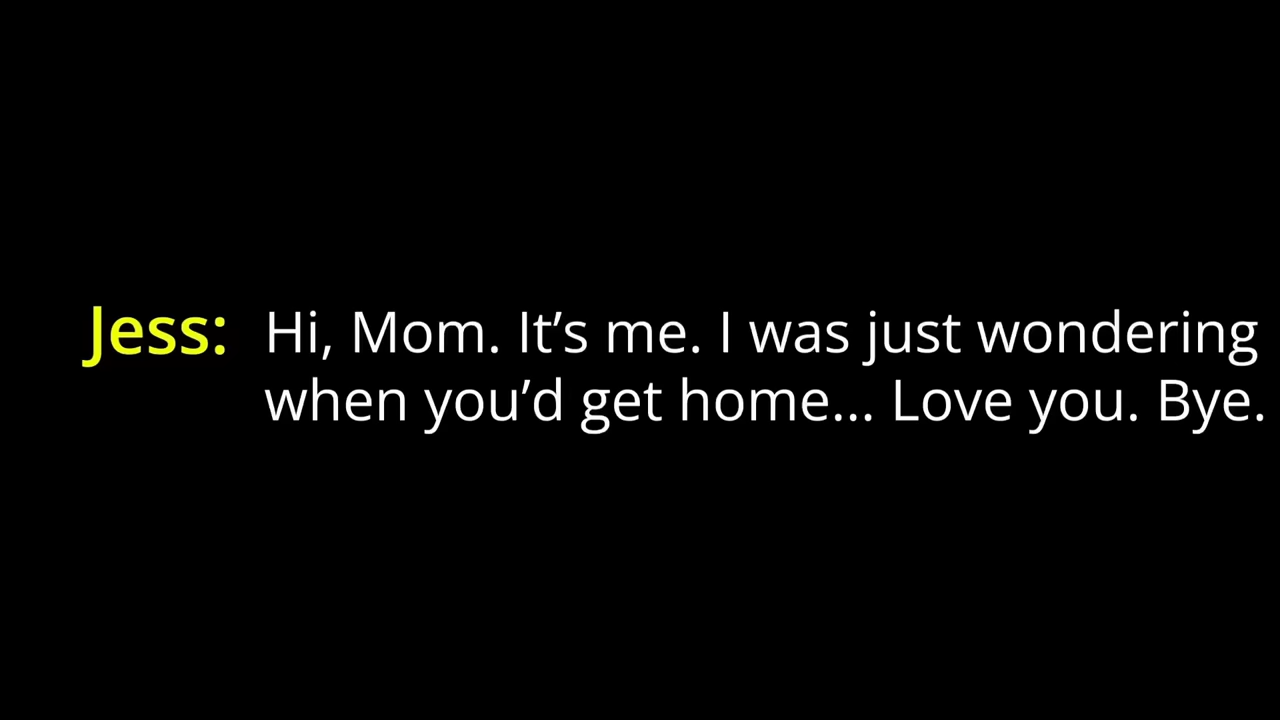 Jess: Hi, Mom. It’s me. I was just wondering
when you’d get home... Love you. Bye.